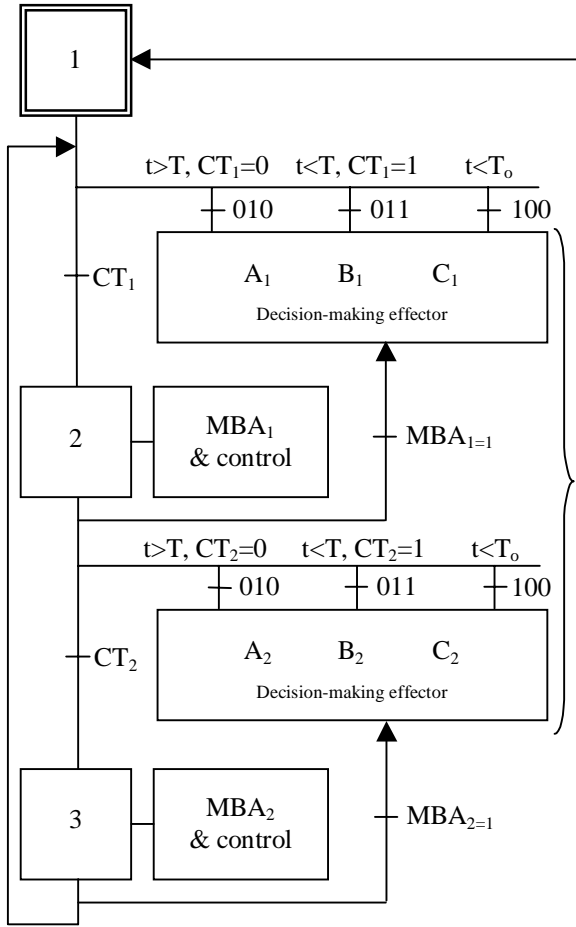 1
t>T, CT₁=0 t<T, CT₁=1 t<Tₒ
010 011 100
CT₁
A₁ B₁ C₁
Decision-making effector
2
MBA₁
& control
MBA₁₌₁
t>T, CT₂=0 t<T, CT₂=1 t<Tₒ
010 011 100
CT₂
A₂ B₂ C₂
Decision-making effector
3
MBA₂
& control
MBA₂₌₁